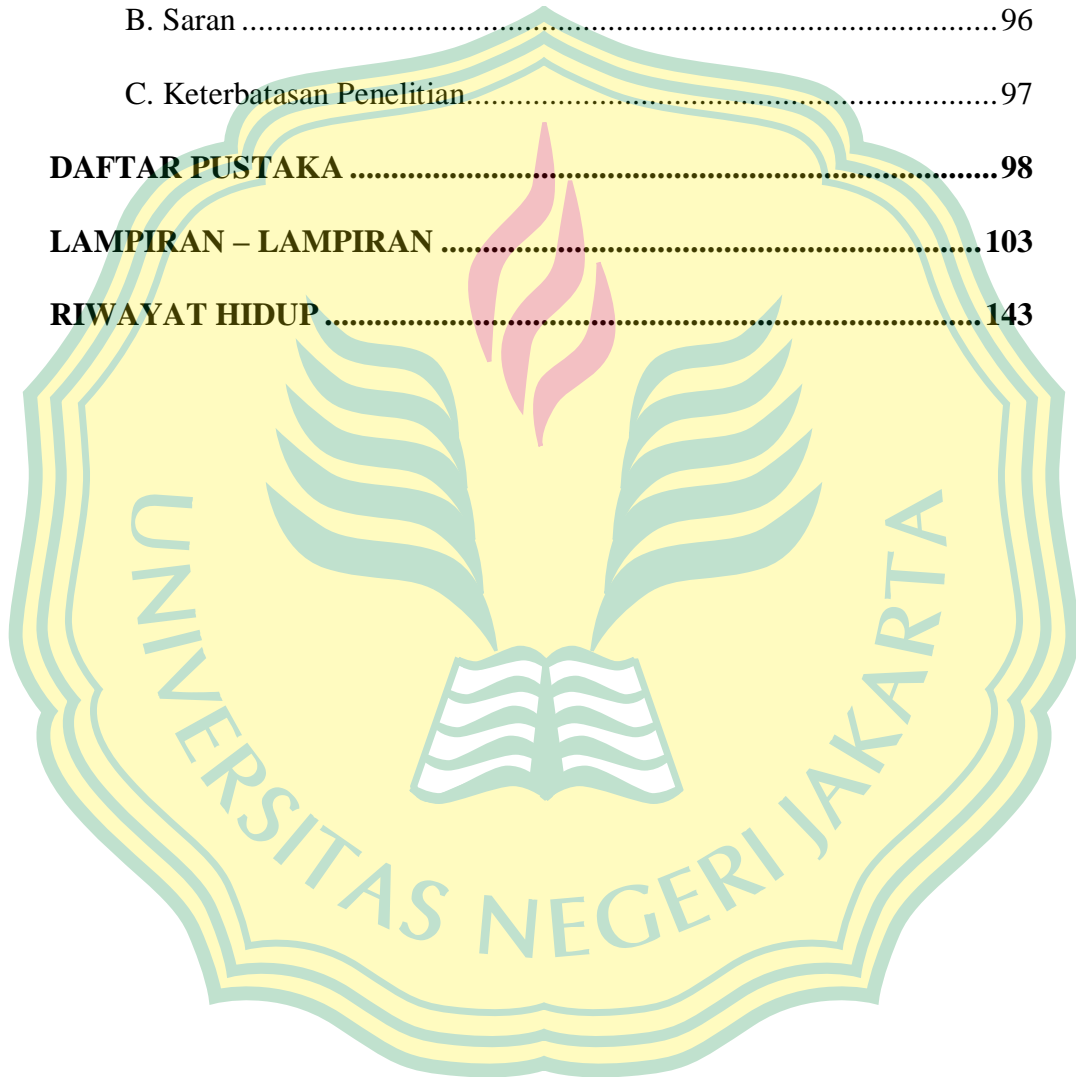 B. Saran ........................................................................................................ 96
C. Keterbatasan Penelitian......................................................................... 97
DAFTAR PUSTAKA ....................................................................................... 98
LAMPIRAN – LAMPIRAN ......................................................................... 103
RIWAYAT HIDUP ......................................................................................... 143
UNIVERSITAS NEGERI JAKARTA